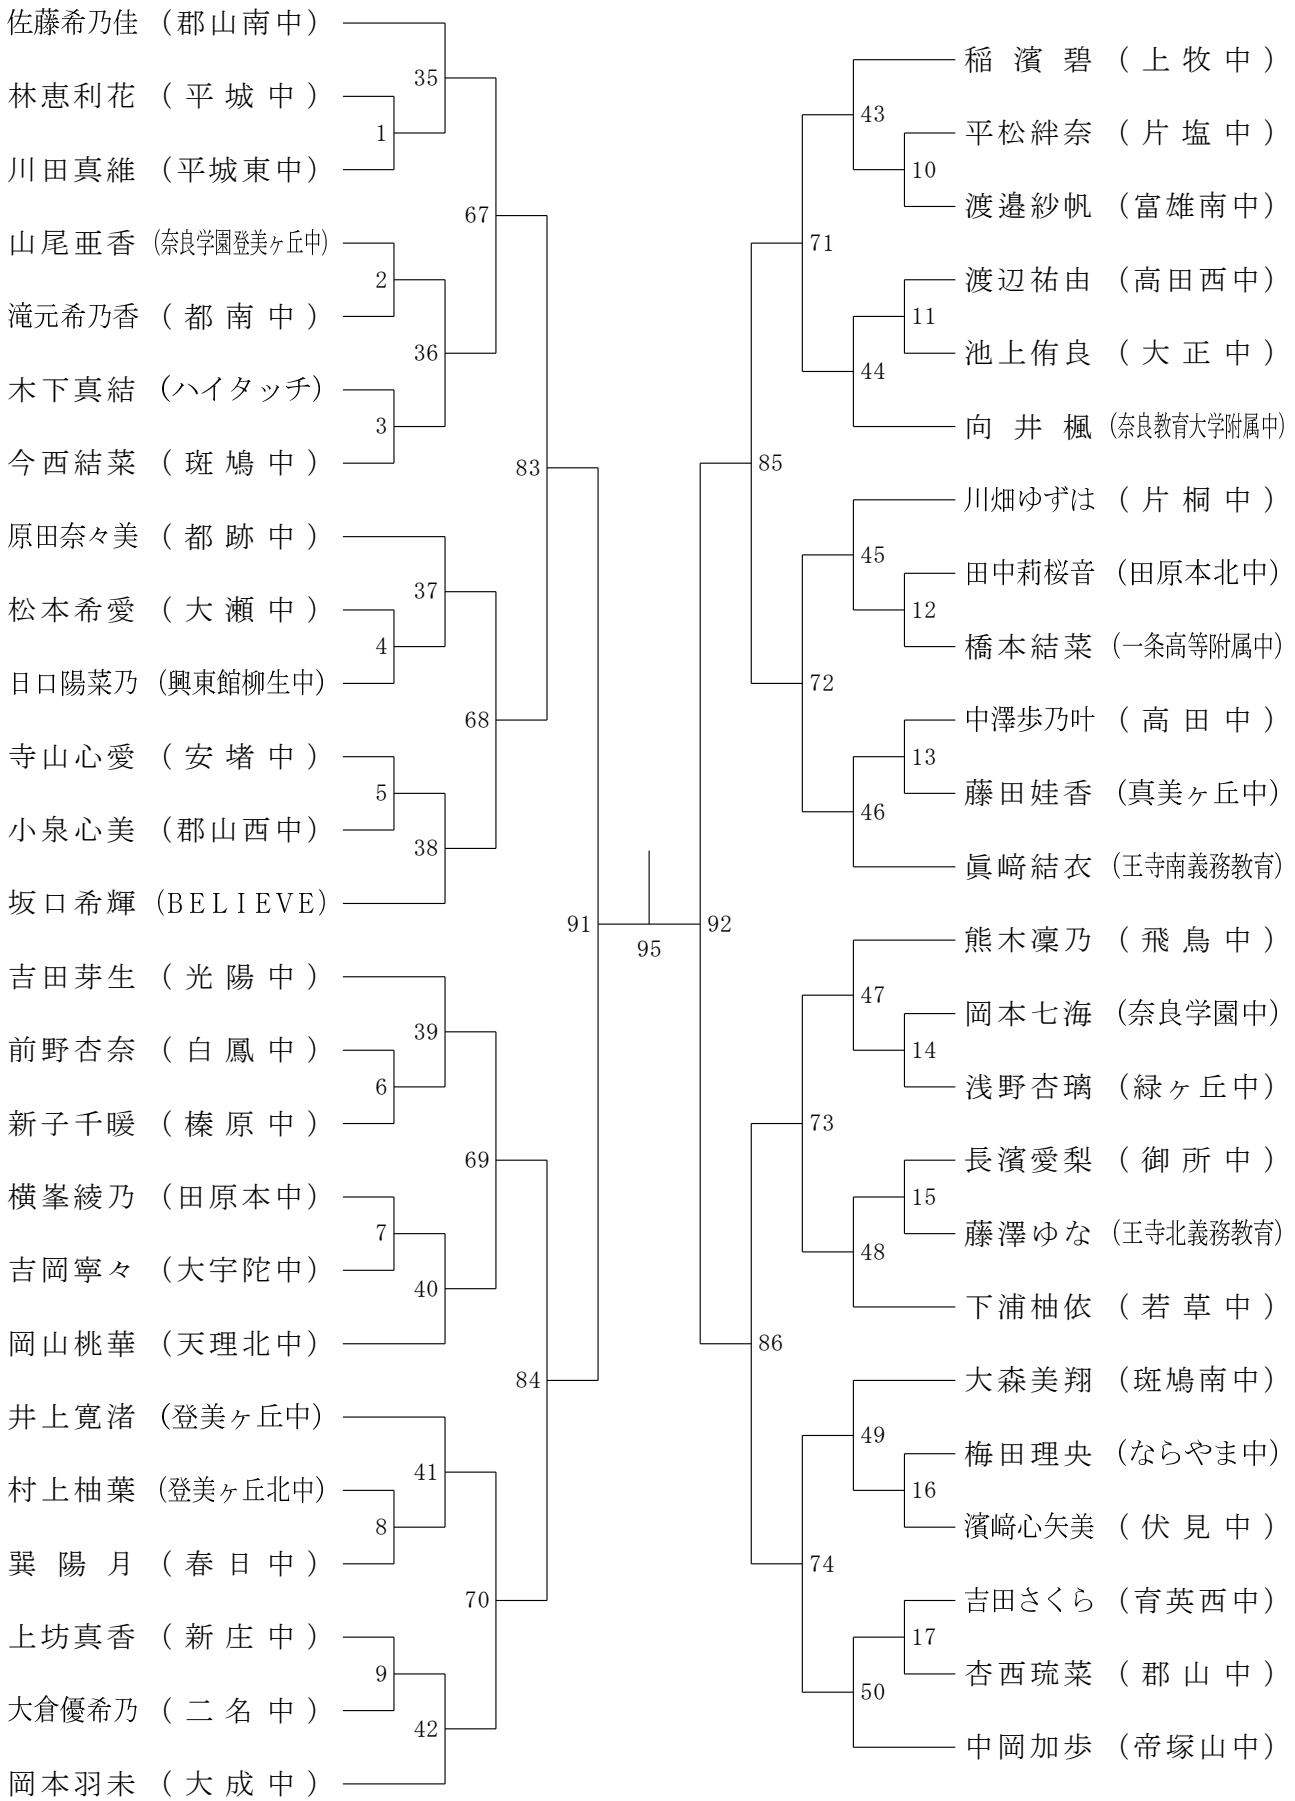 佐藤希乃佳 (郡山南中)
35
林恵利花 (平城中)
1
川田真維 (平城東中)
67
山尾亜香 (奈良学園登美ヶ丘中)
2
滝元希乃香 (都南中)
36
木下真結 (ハイタッチ)
3
今西結菜 (斑鳩中)
83
原田奈々美 (都跡中)
37
松本希愛 (大瀬中)
4
日口陽菜乃 (興東館柳生中)
68
寺山心愛 (安堵中)
5
小泉心美 (郡山西中)
38
坂口希輝 (BELIEVE)
91
吉田芽生 (光陽中)
39
前野杏奈 (白鳳中)
6
新子千暖 (榛原中)
69
横峯綾乃 (田原本中)
7
吉岡寧々 (大宇陀中)
40
岡山桃華 (天理北中)
84
井上寛渚 (登美ヶ丘中)
41
村上柚葉 (登美ヶ丘北中)
8
巽陽月 (春日中)
70
上坊真香 (新庄中)
9
大倉優希乃 (二名中)
42
岡本羽未 (大成中)
95
稲濱碧 (上牧中)
43
平松絆奈 (片塩中)
10
渡邉紗帆 (富雄南中)
71
渡辺祐由 (高田西中)
11
池上侑良 (大正中)
44
向井楓 (奈良教育大学附属中)
85
川畑ゆずは (片桐中)
45
田中莉桜音 (田原本北中)
12
橋本結菜 (一条高等附属中)
72
中澤歩乃叶 (高田中)
13
藤田娃香 (真美ヶ丘中)
46
眞﨑結衣 (王寺南義務教育)
92
熊木凜乃 (飛鳥中)
47
岡本七海 (奈良学園中)
14
浅野杏璃 (緑ヶ丘中)
73
長濱愛梨 (御所中)
15
藤澤ゆな (王寺北義務教育)
48
下浦柚依 (若草中)
86
大森美翔 (斑鳩南中)
49
梅田理央 (ならやま中)
16
濱﨑心矢美 (伏見中)
74
吉田さくら (育英西中)
17
杏西琉菜 (郡山中)
50
中岡加歩 (帝塚山中)